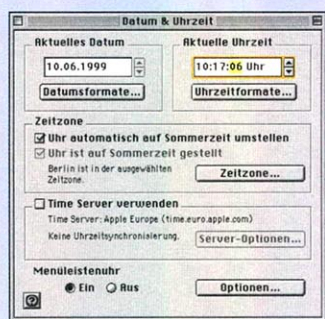 Datum & Uhrzeit
Aktuelles Datum
Aktuelle Uhrzeit
10.06.1999
10:17:06 Uhr
Datumsformate...
Uhrzeitformate...
Zeitzone
Uhr automatisch auf Sommerzeit umstellen
Uhr ist auf Sommerzeit gestellt
Berlin ist in der ausgewählten
Zeitzone.
Zeitzone...
Time Server verwenden
Time Server: Apple Europe (time.euro.apple.com)
Keine Uhrzeitsynchronisierung.
Server-Optionen...
Menüleistenuhr
Ein
Aus
Optionen...